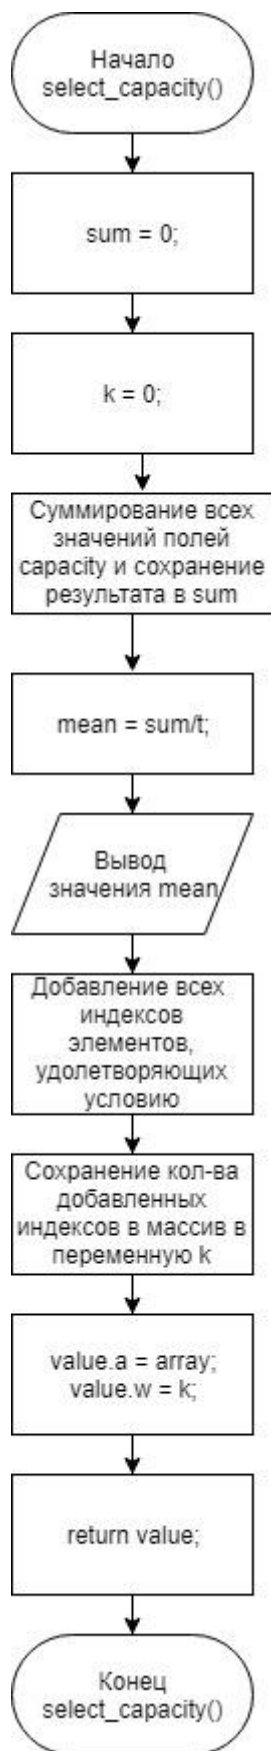 Начало
select_capacity()
sum = 0;
k = 0;
Суммирование всех
значений полей
capacity и сохранение
результата в sum
mean = sum/t;
Вывод
значения mean
Добавление всех
индексов
элементов,
удолетворяющих
условию
Сохранение кол-ва
добавленных
индексов в массив в
переменную k
value.a = array;
value.w = k;
return value;
Конец
select_capacity()